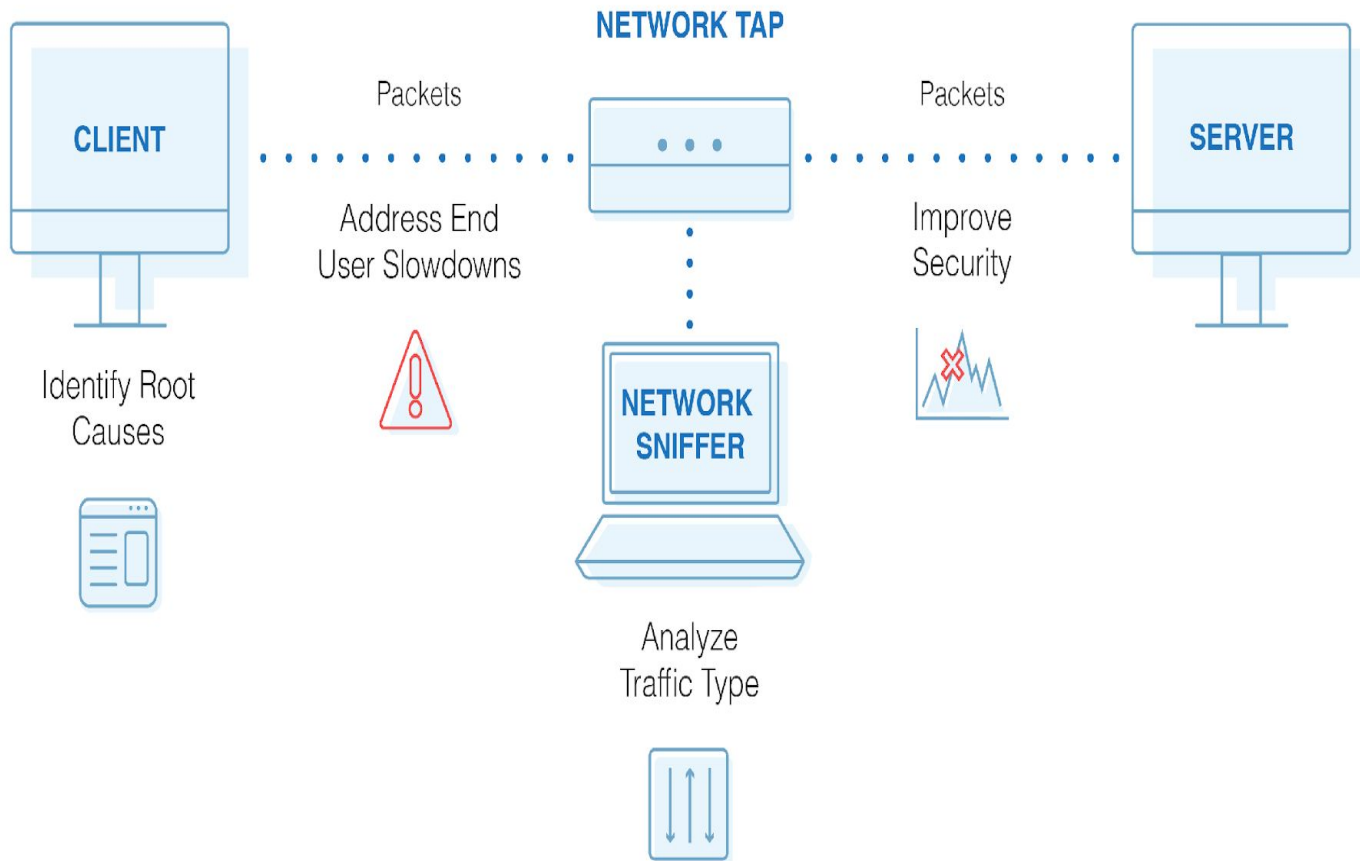 NETWORK TAP
Packets
Packets
CLIENT
SERVER
Address End
User Slowdowns
Improve
Security
Identify Root
Causes
NETWORK
SNIFFER
Analyze
Traffic Type